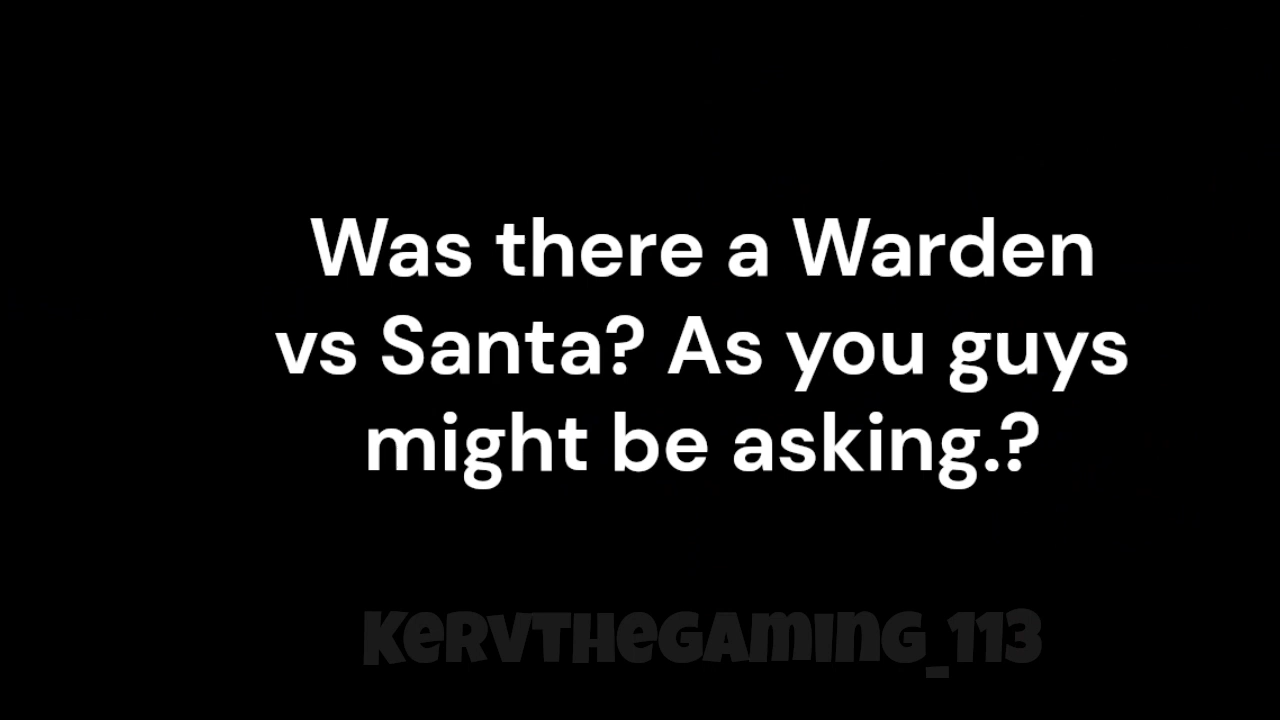 Was there a Warden
vs Santa? As you guys
might be asking.?
KeRVTHeGaminG_113